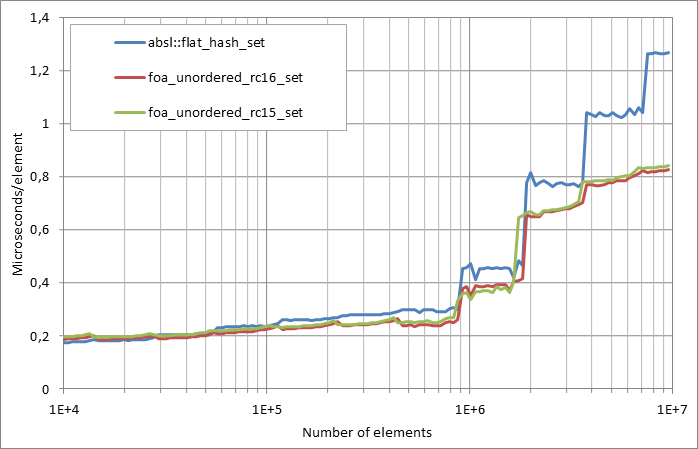 1,4
1,2
1
0,8
0,6
0,4
0,2
0
Microseconds/element
absl::flat_hash_set
foa_unordered_rc16_set
foa_unordered_rc15_set
1E+4 1E+5 1E+6 1E+7
Number of elements